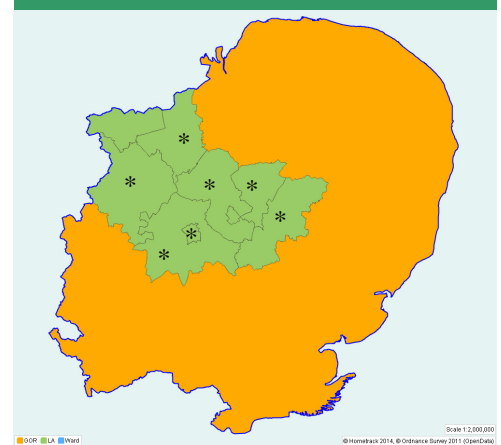 Scale 1:2,000,000
GOR LA Ward
© Hometrack 2014, © Ordnance Survey 2011 (OpenData)